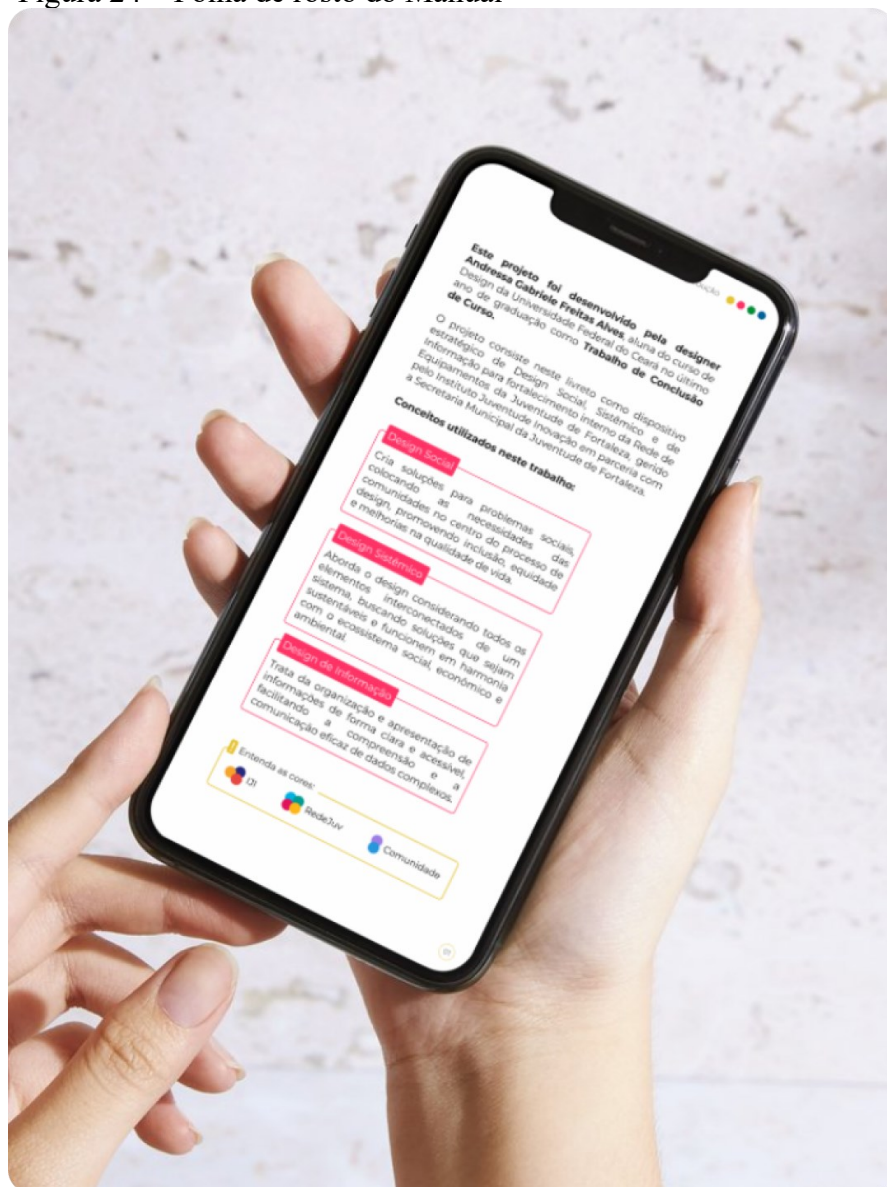 Figura 24 - Folha de rosto do Manual
Este projeto foi desenvolvido pela designer
Andressa Gabriele Freitas Alves, aluna do curso de
Design da Universidade Federal do Ceará no último
ano de graduação como Trabalho de Conclusão
de Curso.
O projeto consiste neste livreto como dispositivo
estratégico de Design Social, Sistêmico e de
Informação para fortalecimento interno da Rede de
Equipamentos da Juventude de Fortaleza, gerido
pelo Instituto Juventude Inovação em parceria com
a Secretaria Municipal da Juventude de Fortaleza.
Conceitos utilizados neste trabalho:
Design Social
Cria soluções para problemas sociais,
colocando as necessidades das
comunidades no centro do processo de
design, promovendo inclusão, equidade
e melhorias na qualidade de vida.
Design Sistêmico
Aborda o design considerando todos os
elementos interconectados de um
sistema, buscando soluções que sejam
sustentáveis e funcionem em harmonia
com o ecossistema social, econômico e
ambiental.
Design de Informação
Trata da organização e apresentação de
informações de forma clara e acessível,
facilitando a compreensão e a
comunicação eficaz de dados complexos.
Entenda as cores:
IJI
RedeJuv
Comunidade